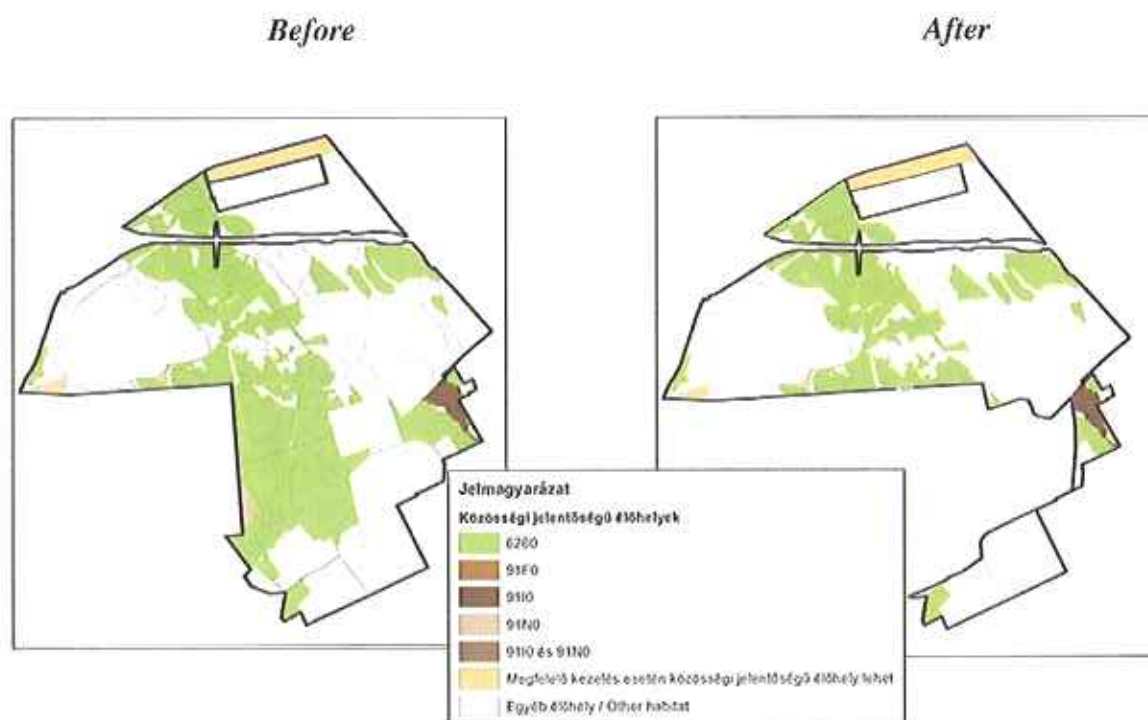 Before
After
Jelmagyarázat
Közösségi jelentőségű élőhelyek
6260
91F0
91I0
91N0
91I0 és 91N0
Megfelelő kezelés esetén közösségi jelentőségű élőhely lehet
Egyéb élőhely / Other habitat